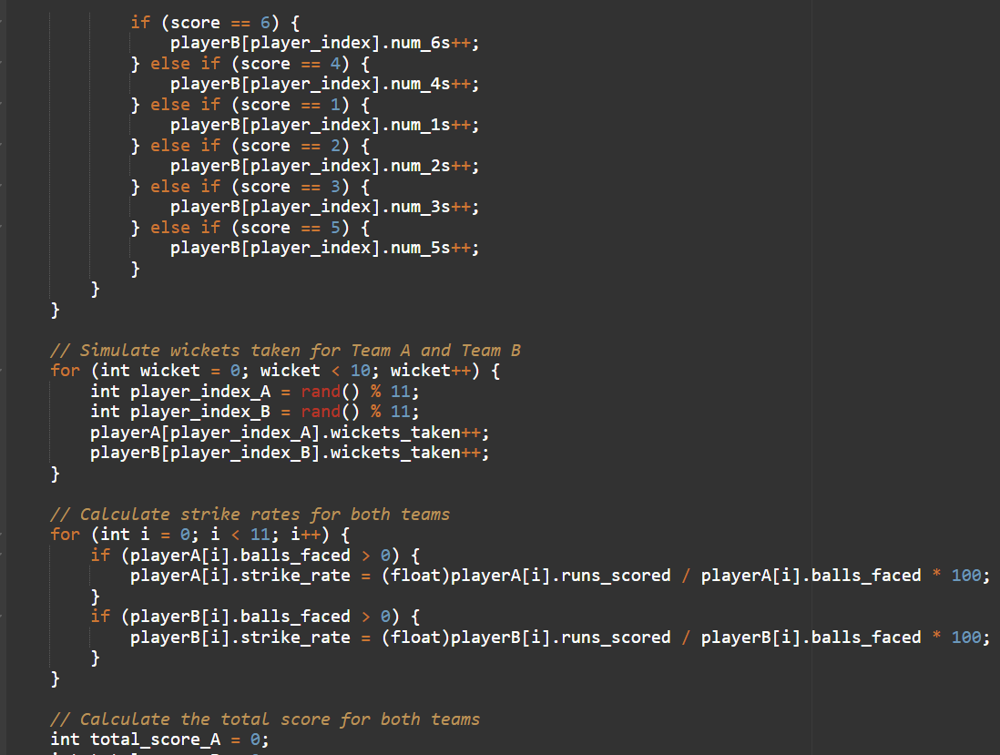 if (score == 6) {
playerB[player_index].num_6s++;
} else if (score == 4) {
playerB[player_index].num_4s++;
} else if (score == 1) {
playerB[player_index].num_1s++;
} else if (score == 2) {
playerB[player_index].num_2s++;
} else if (score == 3) {
playerB[player_index].num_3s++;
} else if (score == 5) {
playerB[player_index].num_5s++;
}
}
}
// Simulate wickets taken for Team A and Team B
for (int wicket = 0; wicket < 10; wicket++) {
int player_index_A = rand() % 11;
int player_index_B = rand() % 11;
playerA[player_index_A].wickets_taken++;
playerB[player_index_B].wickets_taken++;
}
// Calculate strike rates for both teams
for (int i = 0; i < 11; i++) {
if (playerA[i].balls_faced > 0) {
playerA[i].strike_rate = (float)playerA[i].runs_scored / playerA[i].balls_faced * 100;
}
if (playerB[i].balls_faced > 0) {
playerB[i].strike_rate = (float)playerB[i].runs_scored / playerB[i].balls_faced * 100;
}
}
// Calculate the total score for both teams
int total_score_A = 0;